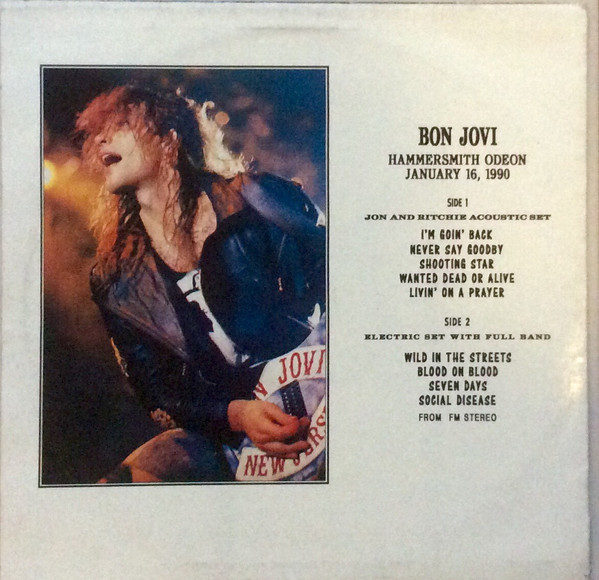 BON JOVI
HAMMERSMITH ODEON
JANUARY 16, 1990
SIDE 1
JON AND RITCHIE ACOUSTIC SET
I'M GOIN' BACK
NEVER SAY GOODBY
SHOOTING STAR
WANTED DEAD OR ALIVE
LIVIN' ON A PRAYER
SIDE 2
ELECTRIC SET WITH FULL BAND
WILD IN THE STREETS
BLOOD ON BLOOD
SEVEN DAYS
SOCIAL DISEASE
FROM FM STEREO
N JOVI
NEW JERS